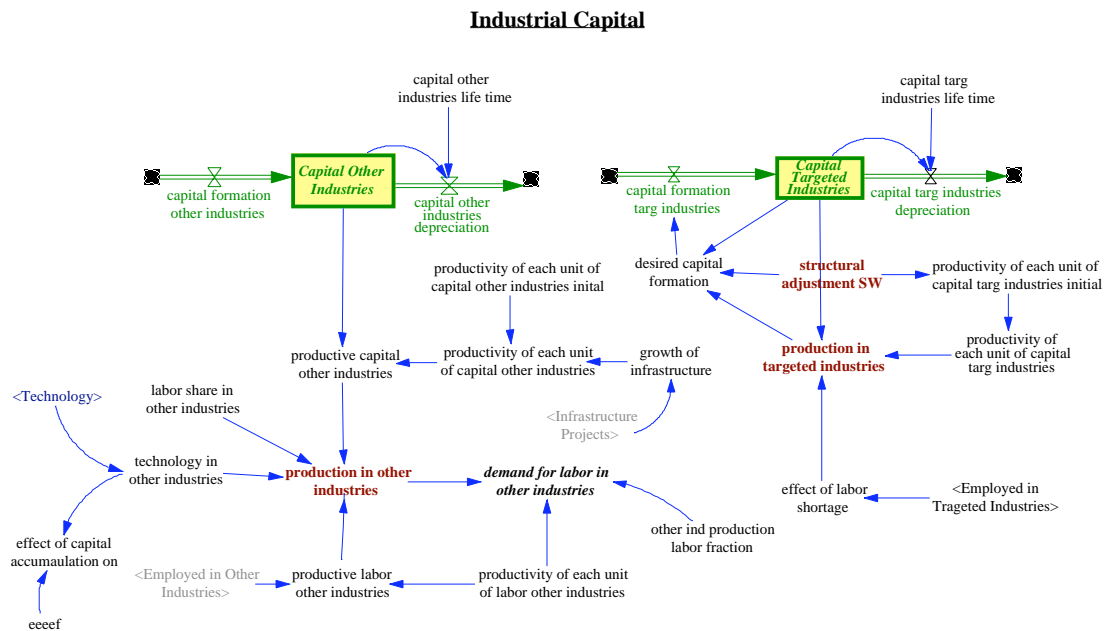 Industrial Capital
capital other
industries life time
capital targ
industries life time
Capital Other
Industries
capital formation
other industries
capital other
industries
depreciation
Capital
Targeted
Industries
capital formation
targ industries
capital targ industries
depreciation
productivity of each unit of
capital other industries inital
desired capital
formation
structural
adjustment SW
productivity of each unit of
capital targ industries initial
productive capital
other industries
productivity of each unit
of capital other industries
growth of
infrastructure
production in
targeted industries
productivity of
each unit of capital
targ industries
<Technology>
labor share in
other industries
<Infrastructure
Projects>
technology in
other industries
production in other
industries
demand for labor in
other industries
effect of labor
shortage
<Employed in
Trageted Industries>
other ind production
labor fraction
effect of capital
accumaulation on
<Employed in Other
Industries>
productive labor
other industries
productivity of each unit
of labor other industries
eeeef